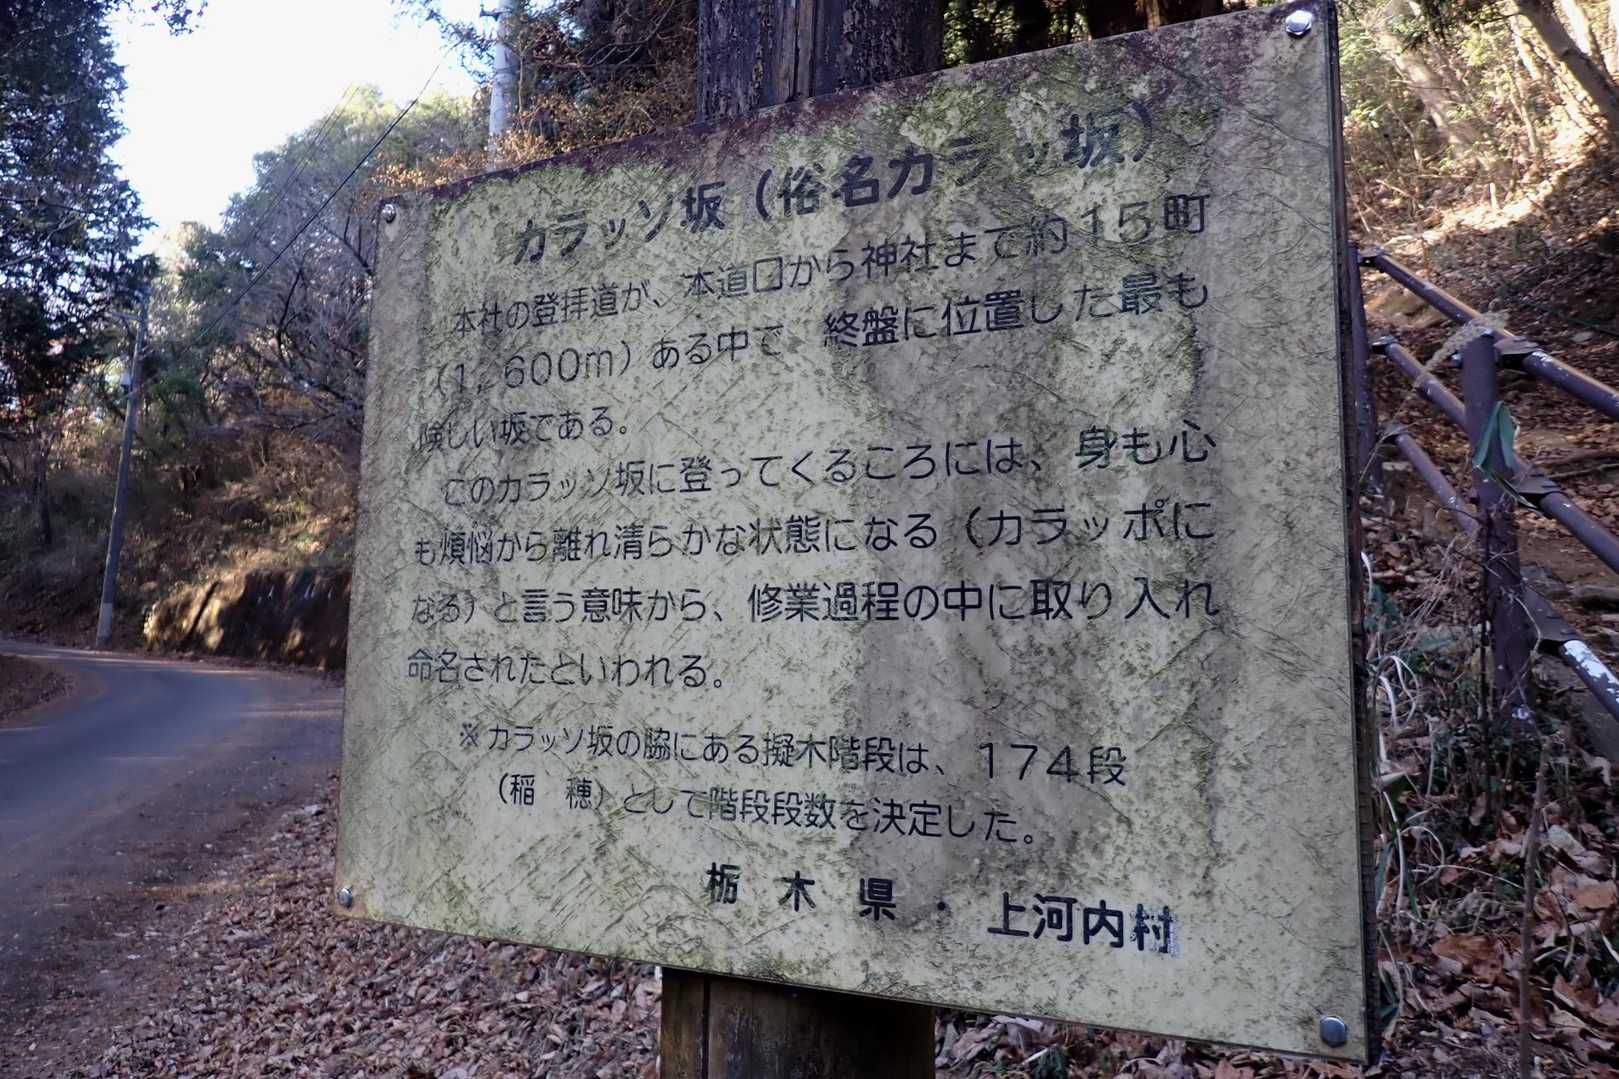 カラッソ坂（俗名カラッ坂）
本社の登拝道が、本道口から神社まで約１５町
（１，６００ｍ）ある中で、終盤に位置した最も
険しい坂である。
このカラッソ坂に登ってくるころには、身も心
も煩悩から離れ清らかな状態になる（カラッポに
なる）と言う意味から、修業過程の中に取り入れ
命名されたといわれる。
※カラッソ坂の脇にある擬木階段は、１７４段
（稲　穂）として階段段数を決定した。
栃　木　県　・　上河内村